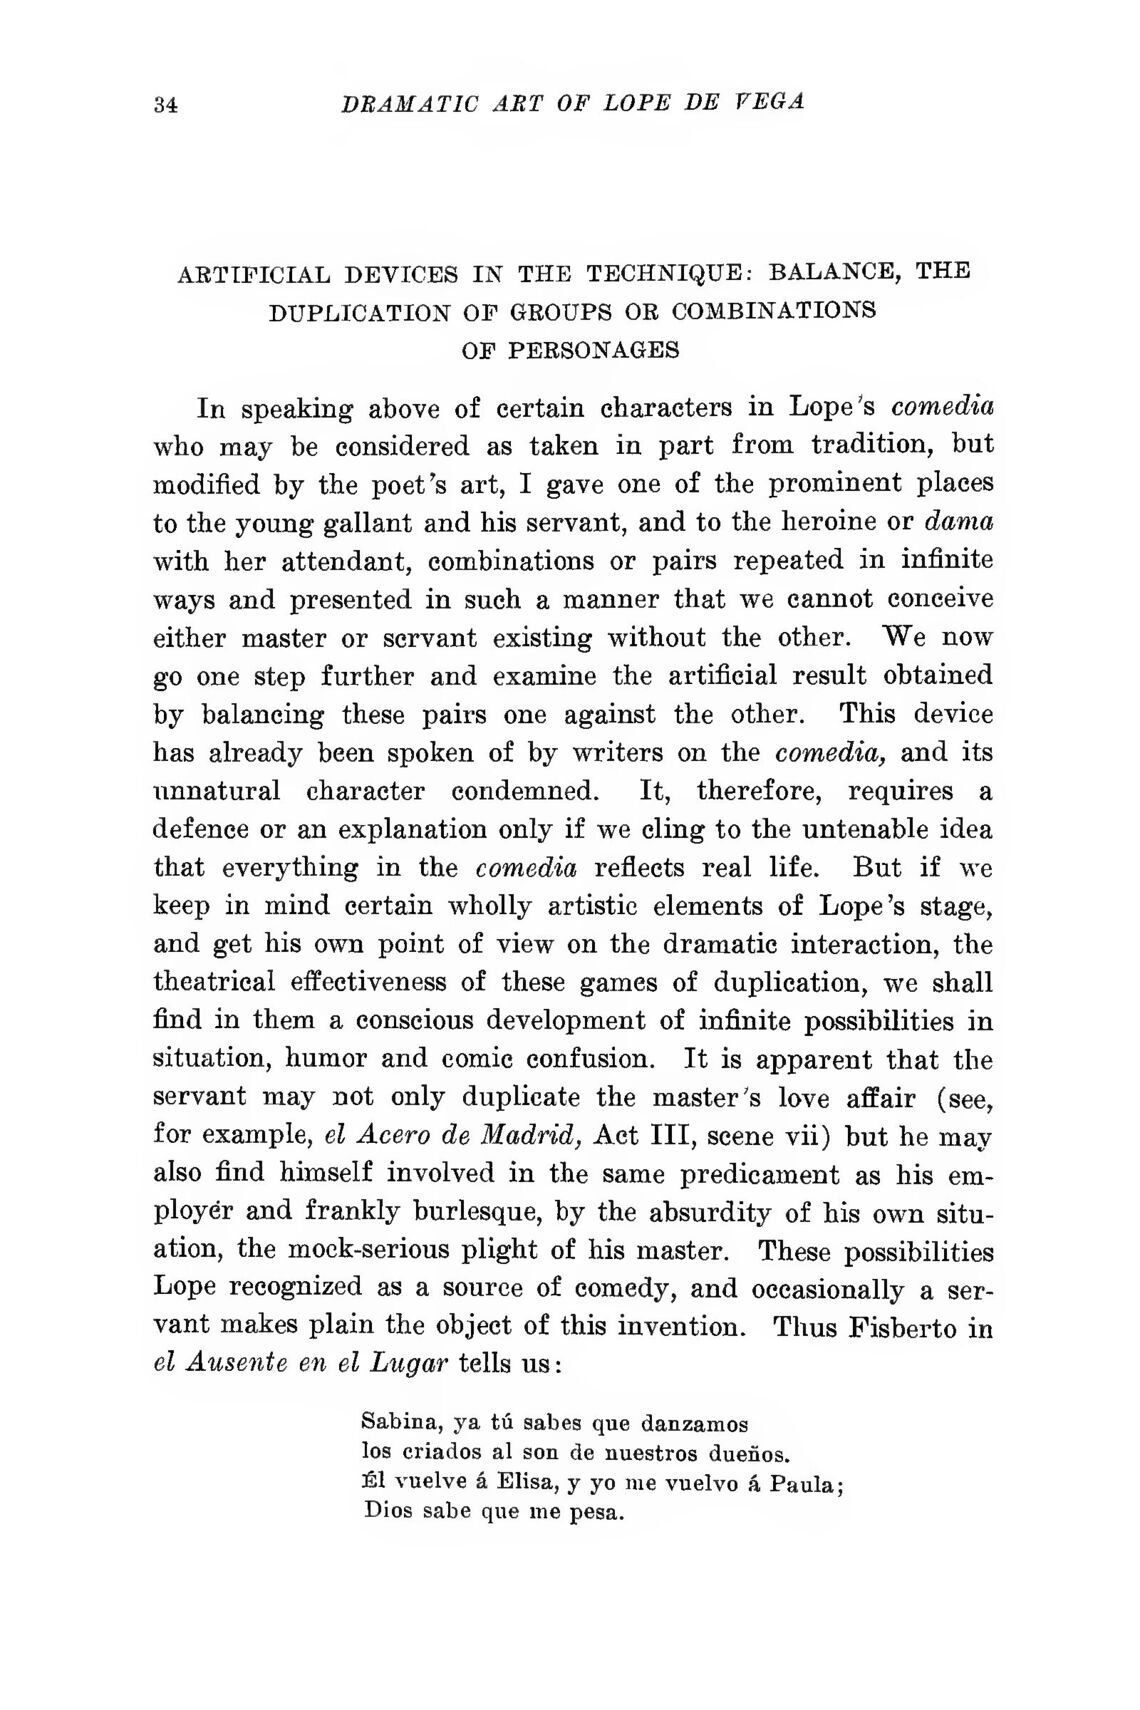 34
DRAMATIC ART OF LOPE DE VEGA
ARTIFICIAL DEVICES IN THE TECHNIQUE: BALANCE, THE
DUPLICATION OF GROUPS OR COMBINATIONS
OF PERSONAGES
In speaking above of certain characters in Lope's comedia
who may be considered as taken in part from tradition, but
modified by the poet's art, I gave one of the prominent places
to the young gallant and his servant, and to the heroine or dama
with her attendant, combinations or pairs repeated in infinite
ways and presented in such a manner that we cannot conceive
either master or servant existing without the other. We now
go one step further and examine the artificial result obtained
by balancing these pairs one against the other. This device
has already been spoken of by writers on the comedia, and its
unnatural character condemned. It, therefore, requires a
defence or an explanation only if we cling to the untenable idea
that everything in the comedia reflects real life. But if we
keep in mind certain wholly artistic elements of Lope's stage,
and get his own point of view on the dramatic interaction, the
theatrical effectiveness of these games of duplication, we shall
find in them a conscious development of infinite possibilities in
situation, humor and comic confusion. It is apparent that the
servant may not only duplicate the master's love affair (see,
for example, el Acero de Madrid, Act III, scene vii) but he may
also find himself involved in the same predicament as his em-
ployer and frankly burlesque, by the absurdity of his own situ-
ation, the mock-serious plight of his master. These possibilities
Lope recognized as a source of comedy, and occasionally a ser-
vant makes plain the object of this invention. Thus Fisberto in
el Ausente en el Lugar tells us:
Sabina, ya tú sabes que danzamos
los criados al son de nuestros dueños.
Él vuelve á Elisa, y yo me vuelvo á Paula;
Dios sabe que me pesa.